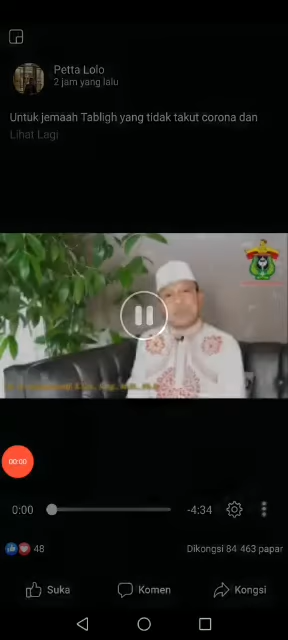 Petta Lolo
2 jam yang lalu
Untuk jemaah Tabligh yang tidak takut corona dan
Lihat Lagi
00:00
0:00
-4:34
48
Dikongsi 84 463 papar
Suka
Komen
Kongsi